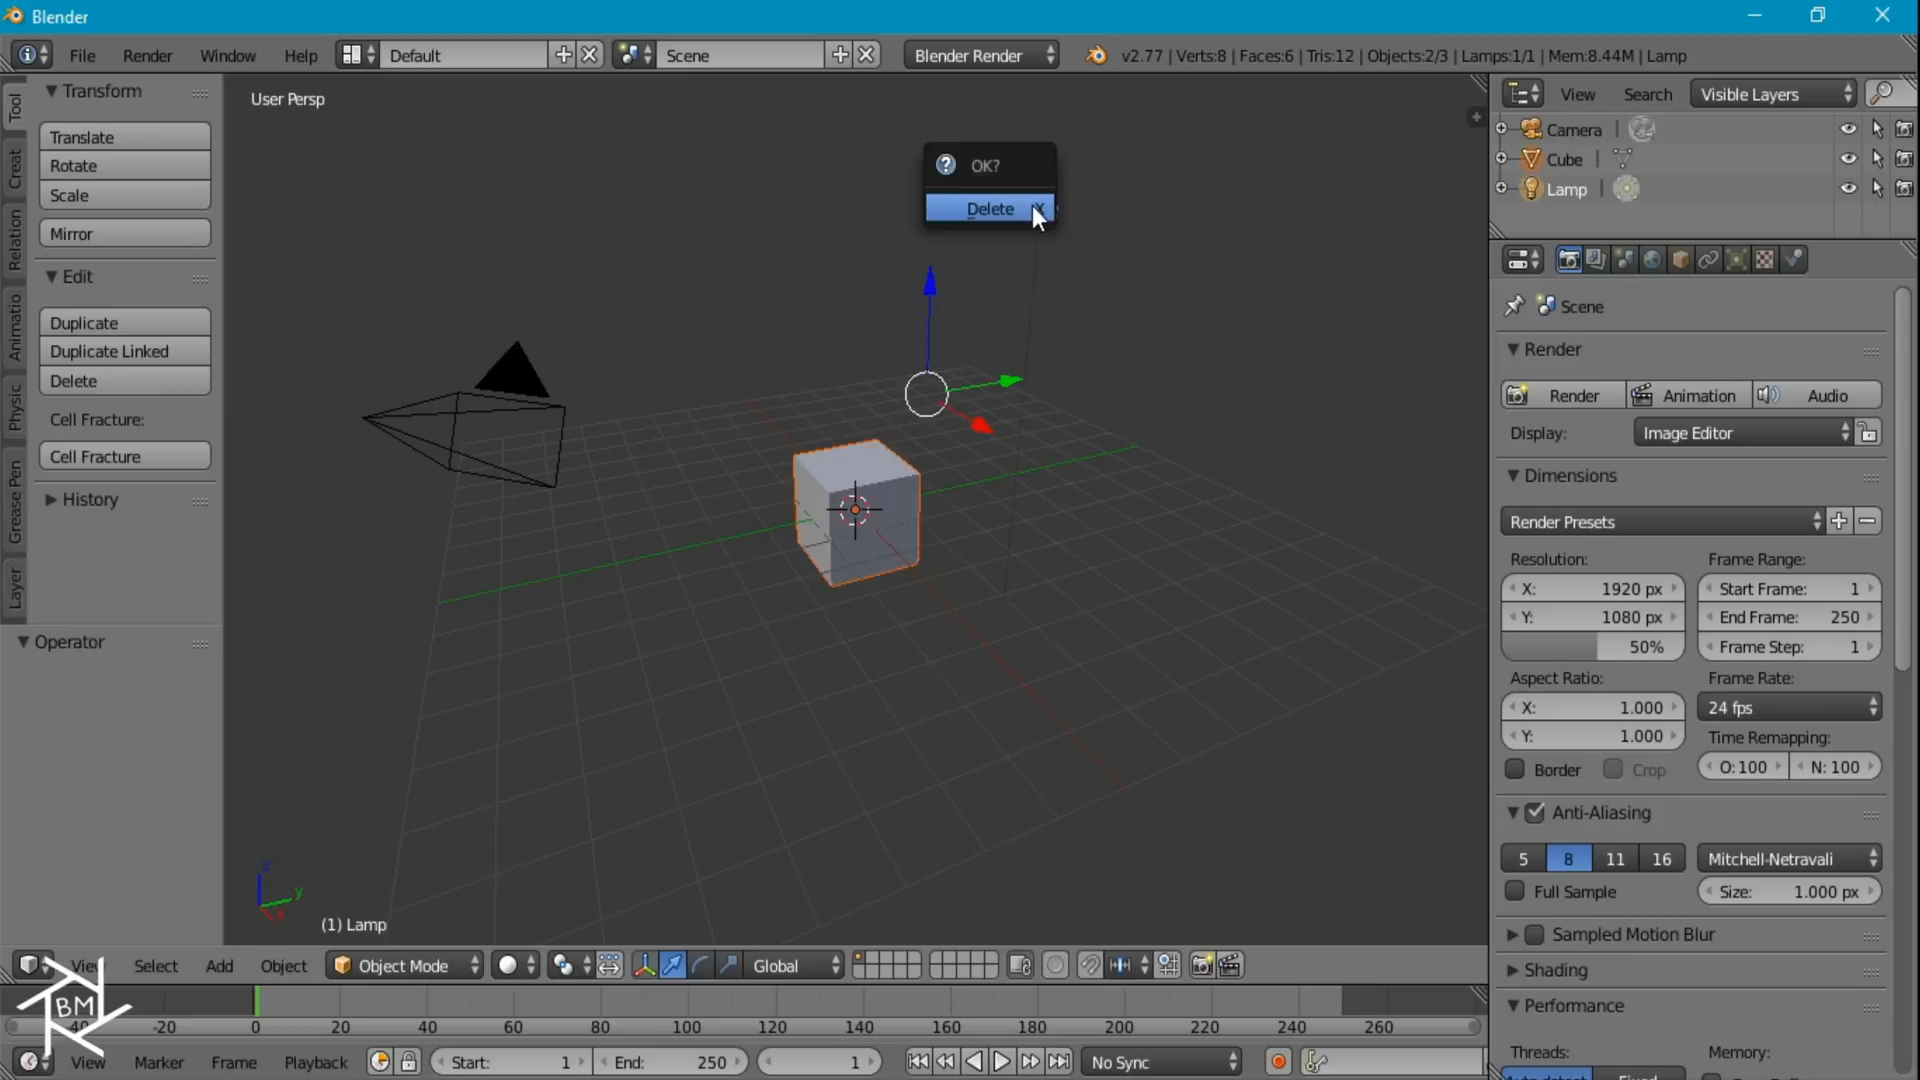 Blender
File Render Window Help Default Scene Blender Render v2.77 | Verts:8 | Faces:6 | Tris:12 | Objects:2/3 | Lamps:1/1 | Mem:8.44M | Lamp
Tool
Creat
Relation
Animatio
Physic
Grease Pen
Layer
Transform
Translate
Rotate
Scale
Mirror
Edit
Duplicate
Duplicate Linked
Delete
Cell Fracture:
Cell Fracture
History
Operator
User Persp
OK?
Delete X
z
y
x
(1) Lamp
View Search Visible Layers
Camera
Cube
Lamp
Scene
Render
Render Animation Audio
Display: Image Editor
Dimensions
Render Presets
Resolution: Frame Range:
X: 1920 px Start Frame: 1
Y: 1080 px End Frame: 250
50% Frame Step: 1
Aspect Ratio: Frame Rate:
X: 1.000 24 fps
Y: 1.000 Time Remapping:
Border Crop O:100 N: 100
Anti-Aliasing
5 8 11 16 Mitchell-Netravali
Full Sample Size: 1.000 px
Sampled Motion Blur
Shading
Performance
Threads: Memory:
View Select Add Object Object Mode Global
BM
-40 -20 0 20 40 60 80 100 120 140 160 180 200 220 240 260
View Marker Frame Playback Start: 1 End: 250 1 No Sync